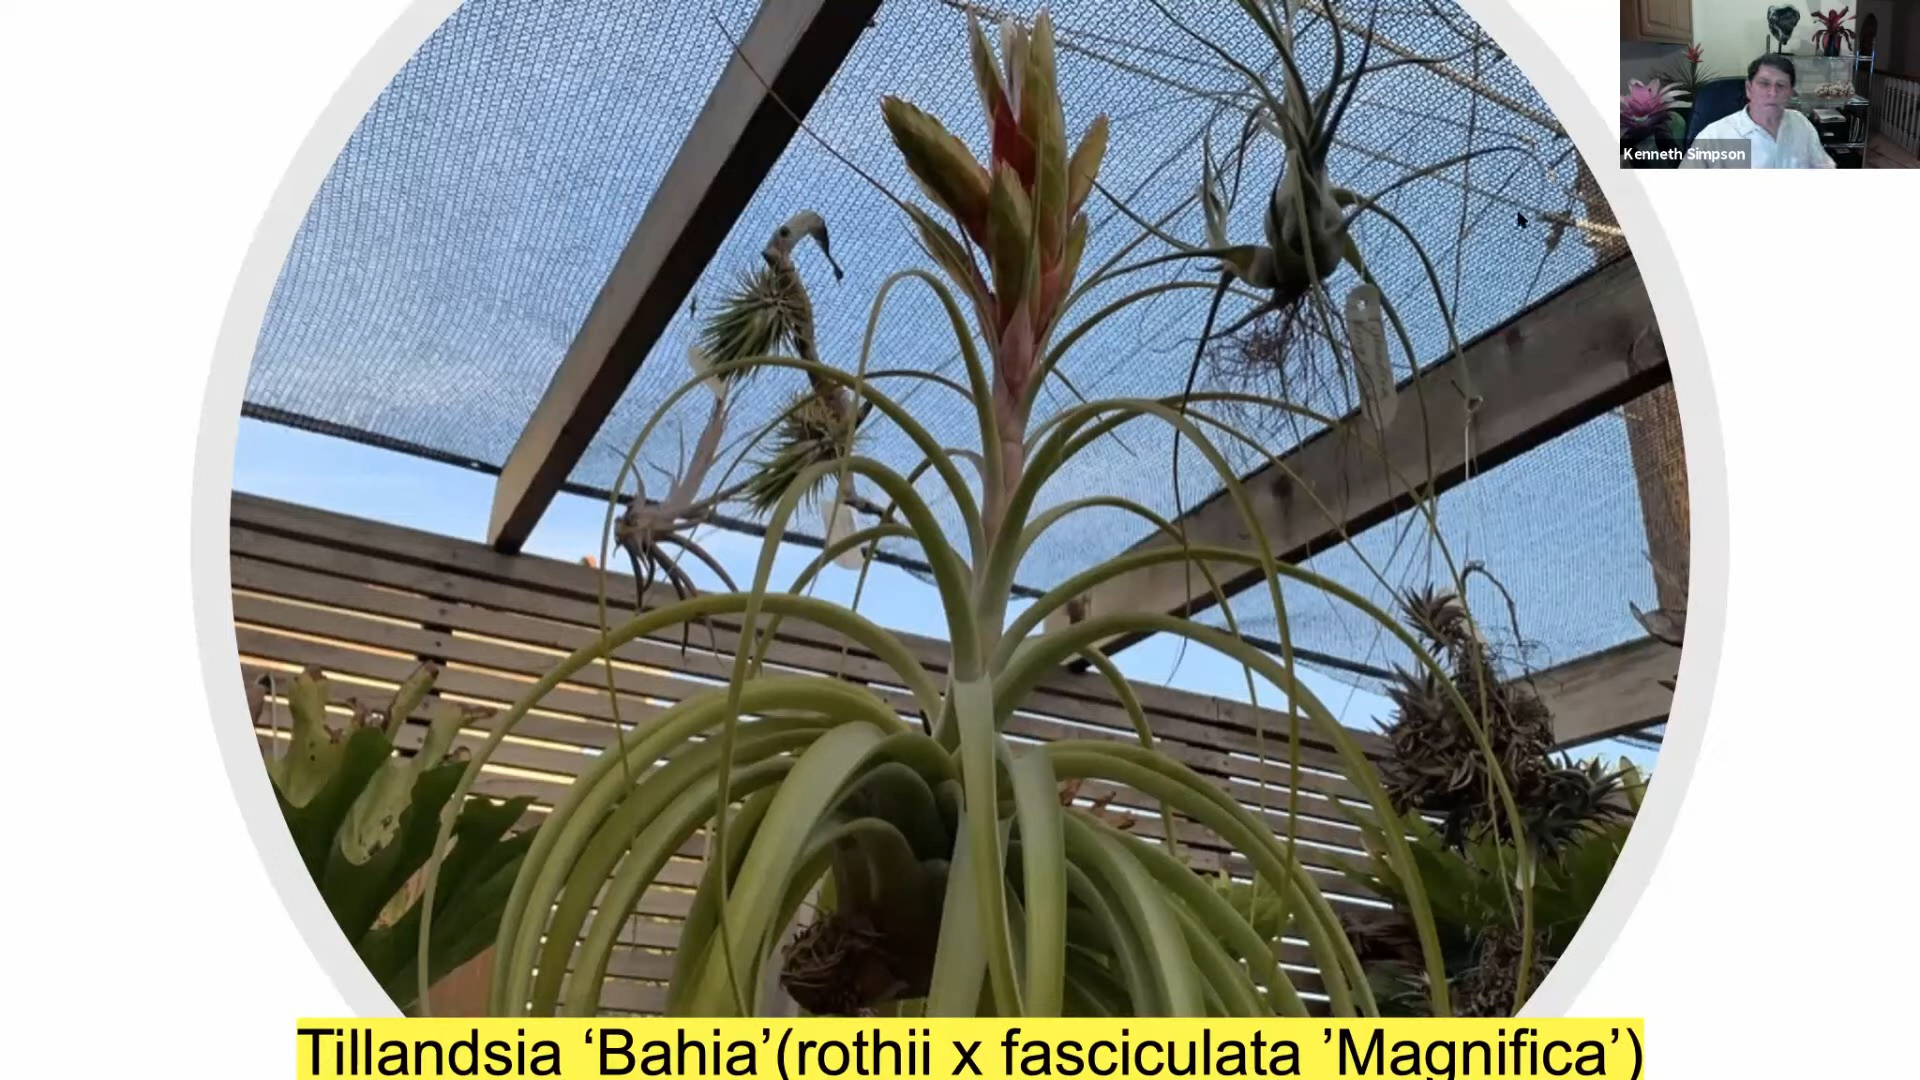 Kenneth Simpson
Tillandsia ‘Bahia’(rothii x fasciculata ’Magnifica’)